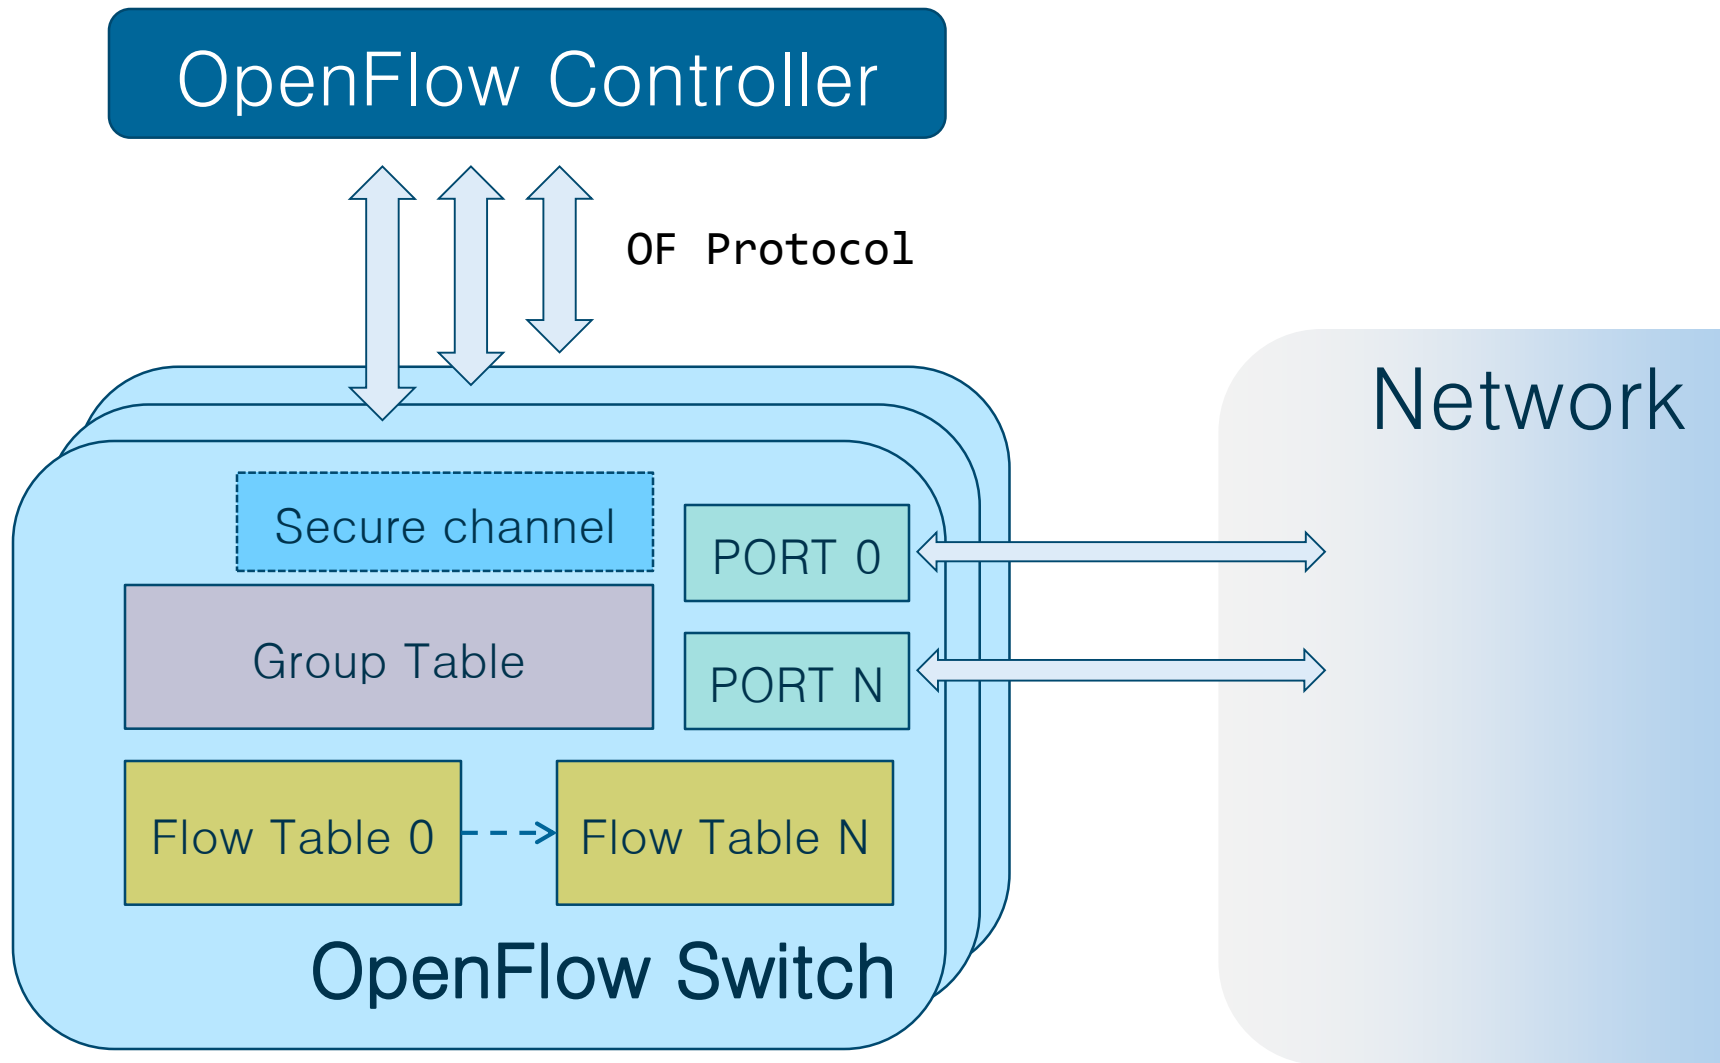 OpenFlow Controller
OF Protocol
Network
Secure channel
PORT 0
Group Table
PORT N
Flow Table 0
Flow Table N
OpenFlow Switch